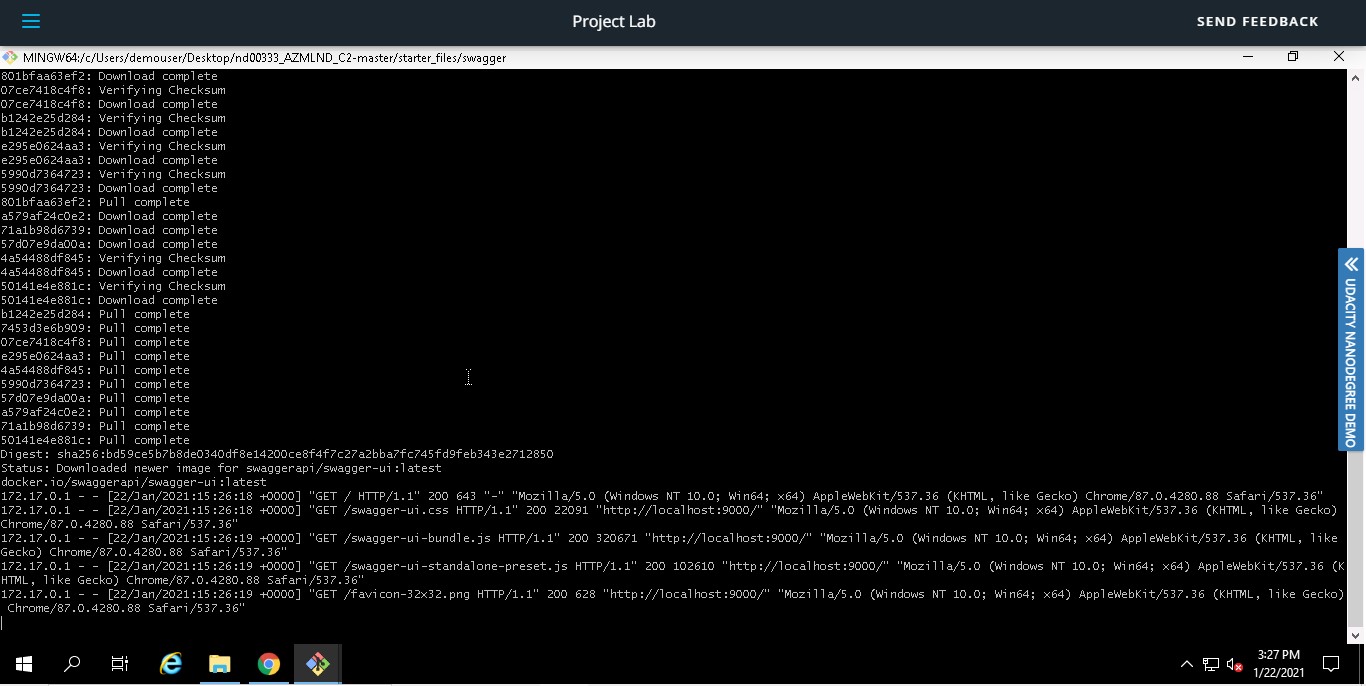 Project Lab
SEND FEEDBACK
MINGW64:/c/Users/demouser/Desktop/nd00333_AZMLND_C2-master/starter_files/swagger
801bfaa63ef2: Download complete
07ce7418c4f8: Verifying Checksum
07ce7418c4f8: Download complete
b1242e25d284: Verifying Checksum
b1242e25d284: Download complete
e295e0624aa3: Verifying Checksum
e295e0624aa3: Download complete
5990d7364723: Verifying Checksum
5990d7364723: Download complete
801bfaa63ef2: Pull complete
a579af24c0e2: Download complete
71a1b98d6739: Download complete
57d07e9da00a: Download complete
4a54488df845: Verifying Checksum
4a54488df845: Download complete
50141e4e881c: Verifying Checksum
50141e4e881c: Download complete
b1242e25d284: Pull complete
7453d3e6b909: Pull complete
07ce7418c4f8: Pull complete
e295e0624aa3: Pull complete
4a54488df845: Pull complete
5990d7364723: Pull complete
57d07e9da00a: Pull complete
a579af24c0e2: Pull complete
71a1b98d6739: Pull complete
50141e4e881c: Pull complete
Digest: sha256:bd59ce5b7b8de0340df8e14200ce8f4f7c27a2bba7fc745fd9feb343e2712850
Status: Downloaded newer image for swaggerapi/swagger-ui:latest
docker.io/swaggerapi/swagger-ui:latest
172.17.0.1 - - [22/Jan/2021:15:26:18 +0000] "GET / HTTP/1.1" 200 643 "-" "Mozilla/5.0 (Windows NT 10.0; Win64; x64) AppleWebKit/537.36 (KHTML, like Gecko) Chrome/87.0.4280.88 Safari/537.36"
172.17.0.1 - - [22/Jan/2021:15:26:18 +0000] "GET /swagger-ui.css HTTP/1.1" 200 22091 "http://localhost:9000/" "Mozilla/5.0 (Windows NT 10.0; Win64; x64) AppleWebKit/537.36 (KHTML, like Gecko)
Chrome/87.0.4280.88 Safari/537.36"
172.17.0.1 - - [22/Jan/2021:15:26:19 +0000] "GET /swagger-ui-bundle.js HTTP/1.1" 200 320671 "http://localhost:9000/" "Mozilla/5.0 (Windows NT 10.0; Win64; x64) AppleWebKit/537.36 (KHTML, like
Gecko) Chrome/87.0.4280.88 Safari/537.36"
172.17.0.1 - - [22/Jan/2021:15:26:19 +0000] "GET /swagger-ui-standalone-preset.js HTTP/1.1" 200 102610 "http://localhost:9000/" "Mozilla/5.0 (Windows NT 10.0; Win64; x64) AppleWebKit/537.36 (K
HTML, like Gecko) Chrome/87.0.4280.88 Safari/537.36"
172.17.0.1 - - [22/Jan/2021:15:26:19 +0000] "GET /favicon-32x32.png HTTP/1.1" 200 628 "http://localhost:9000/" "Mozilla/5.0 (Windows NT 10.0; Win64; x64) AppleWebKit/537.36 (KHTML, like Gecko)
Chrome/87.0.4280.88 Safari/537.36"
UDACITY NANODEGREE DEMO
3:27 PM
1/22/2021